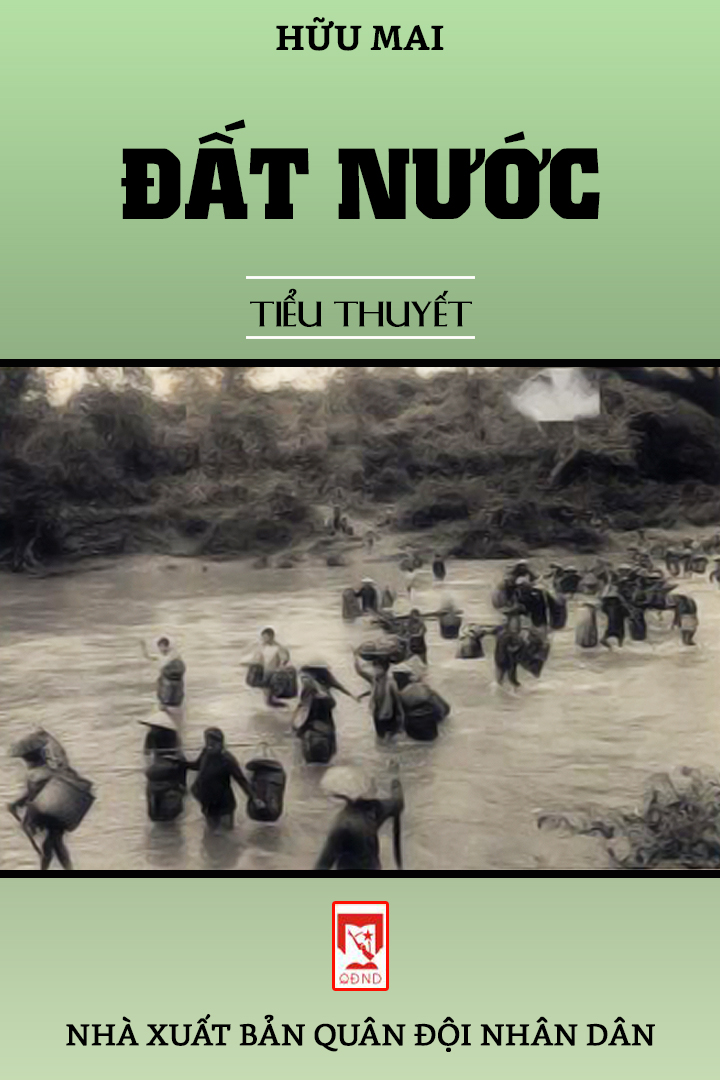 HỮU MAI
ĐẤT NƯỚC
TIỂU THUYẾT
QĐND
NHÀ XUẤT BẢN QUÂN ĐỘI NHÂN DÂN